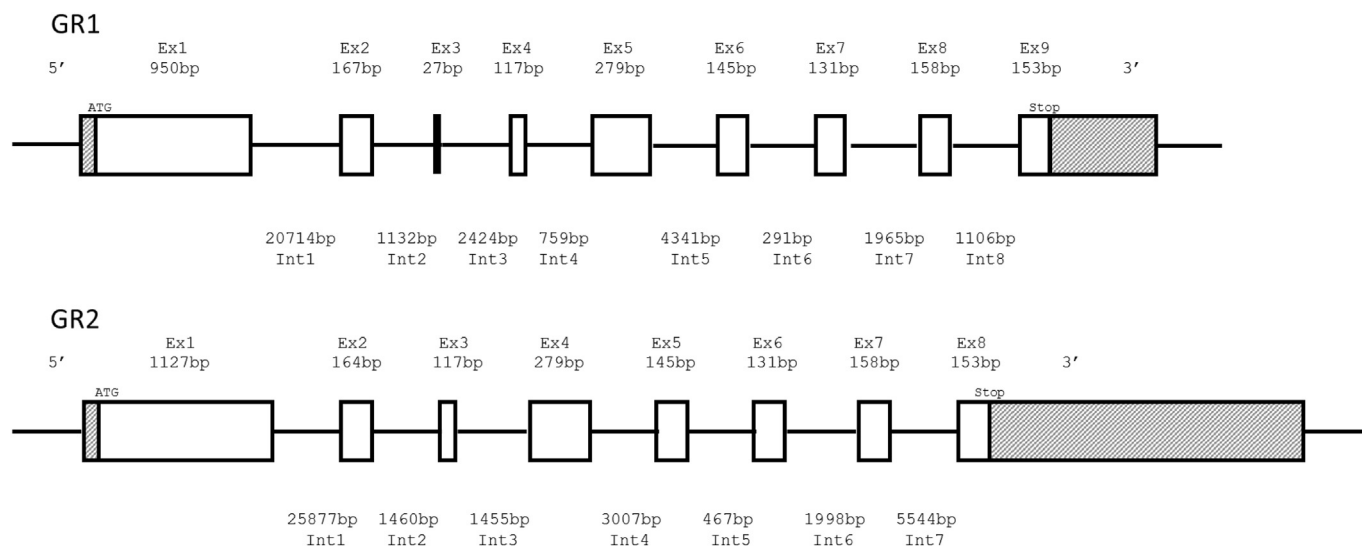 GR1
Ex1 Ex2 Ex3 Ex4 Ex5 Ex6 Ex7 Ex8 Ex9
5’ 950bp 167bp 27bp 117bp 279bp 145bp 131bp 158bp 153bp 3’
ATG Stop
20714bp 1132bp 2424bp 759bp 4341bp 291bp 1965bp 1106bp
Int1 Int2 Int3 Int4 Int5 Int6 Int7 Int8
GR2
Ex1 Ex2 Ex3 Ex4 Ex5 Ex6 Ex7 Ex8
5’ 1127bp 164bp 117bp 279bp 145bp 131bp 158bp 153bp 3’
ATG Stop
25877bp 1460bp 1455bp 3007bp 467bp 1998bp 5544bp
Int1 Int2 Int3 Int4 Int5 Int6 Int7